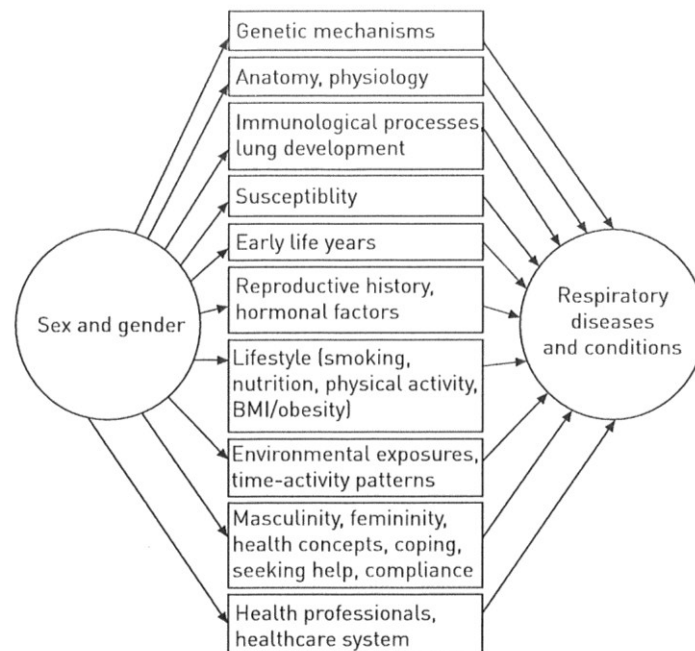 Genetic mechanisms
Anatomy, physiology
Immunological processes,
lung development
Susceptiblity
Early life years
Reproductive history,
hormonal factors
Lifestyle (smoking,
nutrition, physical activity,
BMI/obesity)
Environmental exposures,
time-activity patterns
Masculinity, femininity,
health concepts, coping,
seeking help, compliance
Health professionals,
healthcare system
Sex and gender
Respiratory
diseases
and conditions